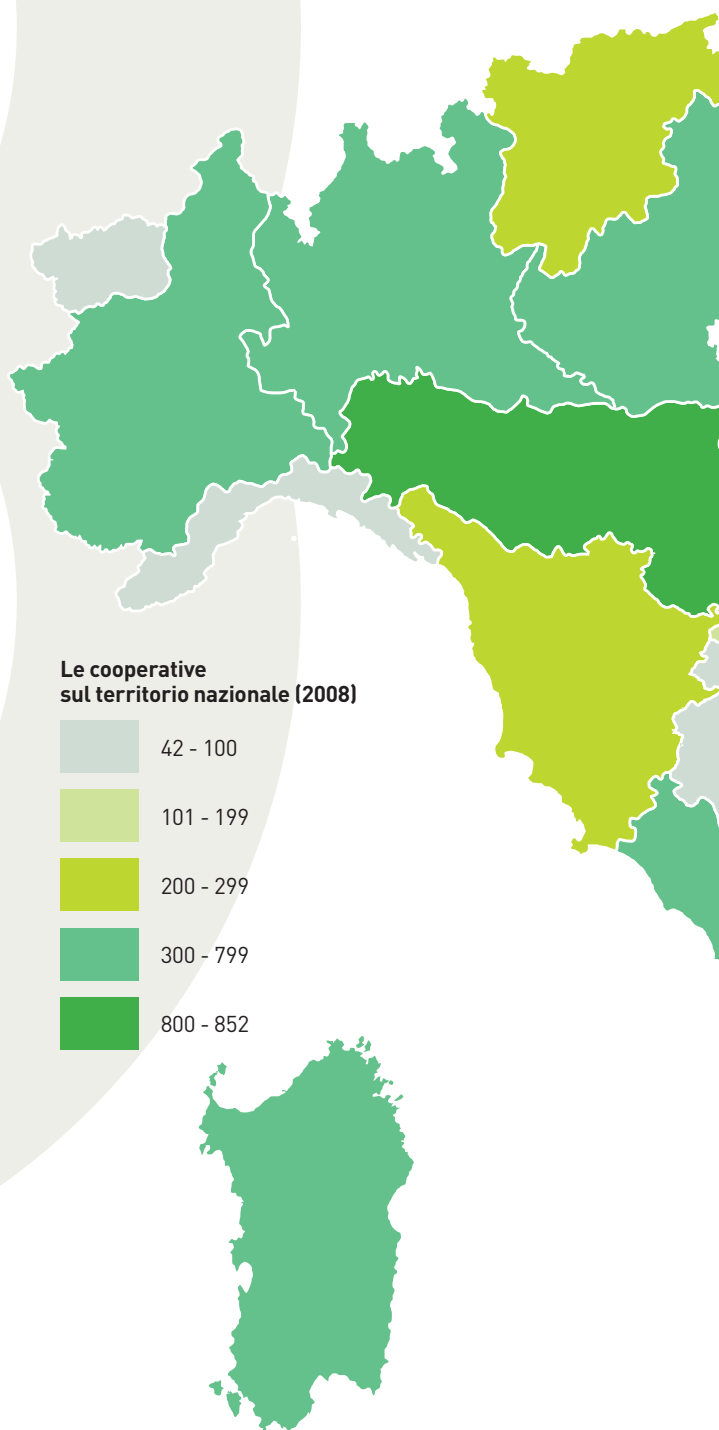 Le cooperative
sul territorio nazionale (2008)
42 - 100
101 - 199
200 - 299
300 - 799
800 - 852